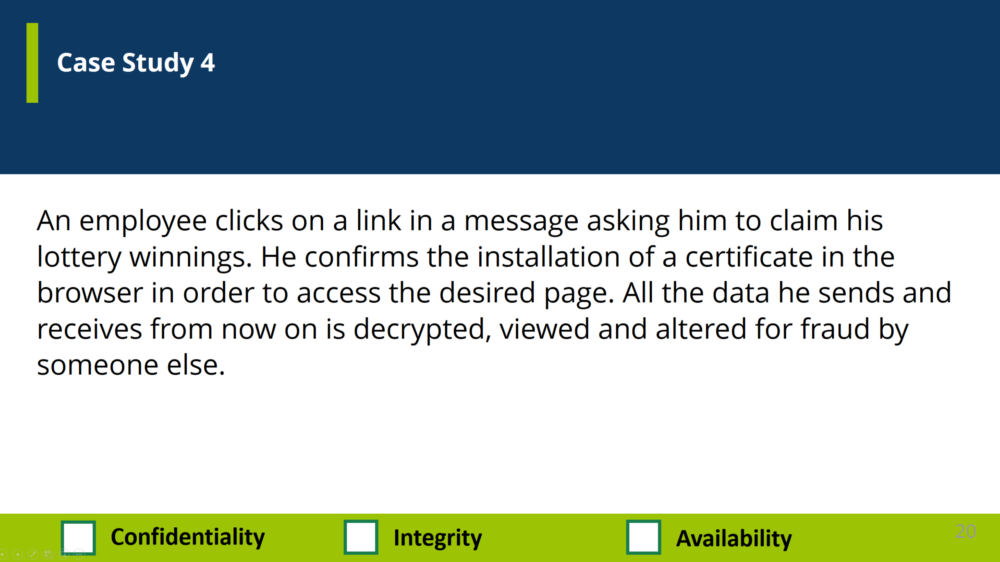 Case Study 4
An employee clicks on a link in a message asking him to claim his
lottery winnings. He confirms the installation of a certificate in the
browser in order to access the desired page. All the data he sends and
receives from now on is decrypted, viewed and altered for fraud by
someone else.
Confidentiality
Integrity
Availability
20